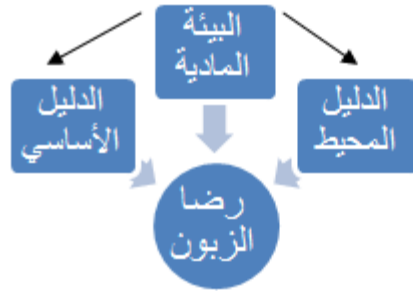 البيئة
المادية
الدليل
المحيط
الدليل
الأساسي
رضا
الزبون